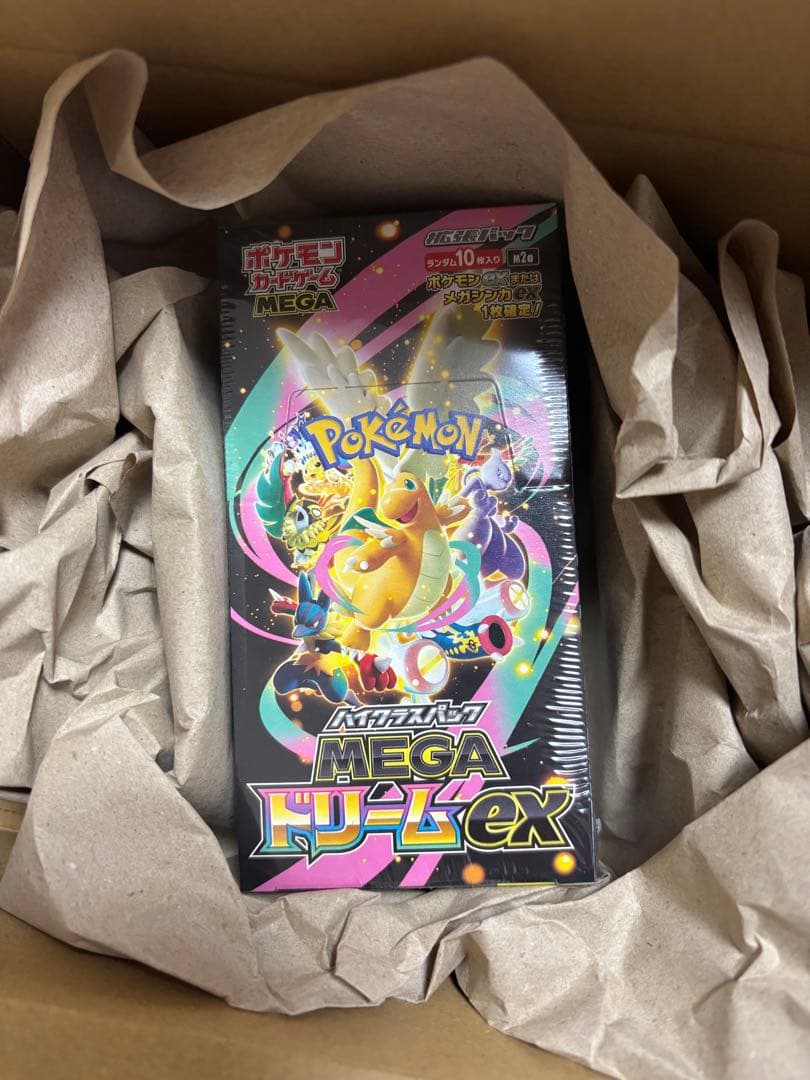 ポケモン
カードゲーム
MEGA
拡張パック
ランダム10枚入り M2a
ポケモンexまたは
メガシンカex
1枚確定!
POKéMON
ハイクラスパック
MEGA
ドリームex